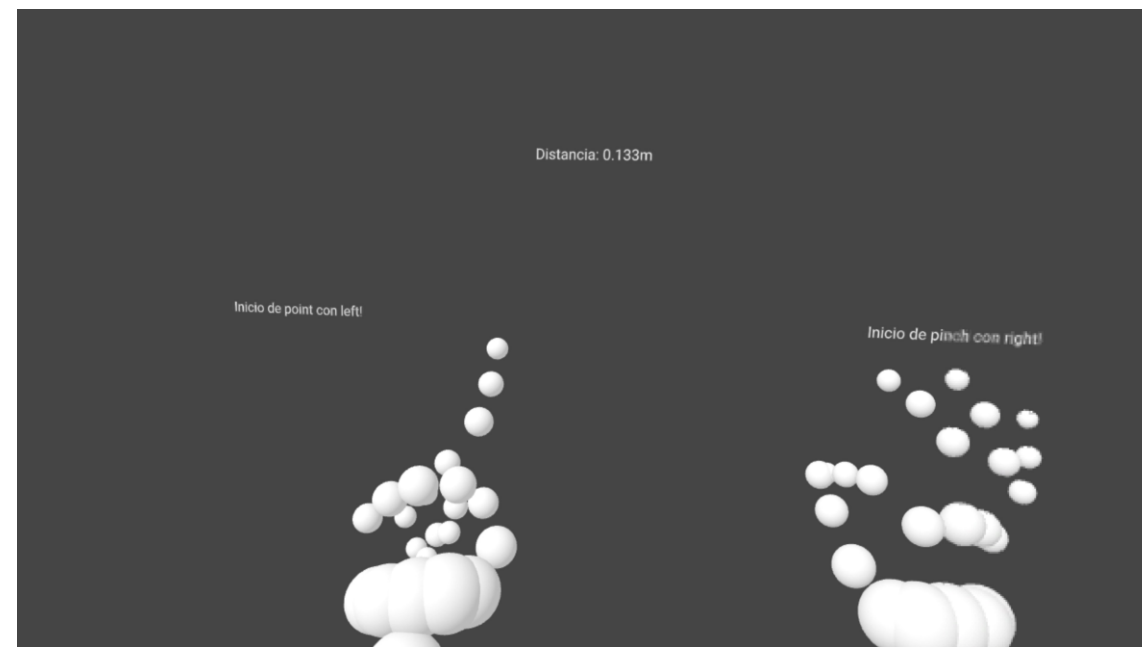 Distancia: 0.133m
Inicio de point con left!
Inicio de pinch con right!